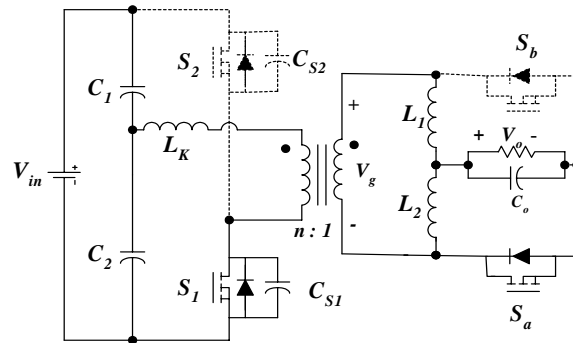 S2
CS2
Sb
C1
L1
+
+ Vo -
LK
Vin
+
-
Vg
Co
L2
C2
n : 1
-
S1
CS1
Sa